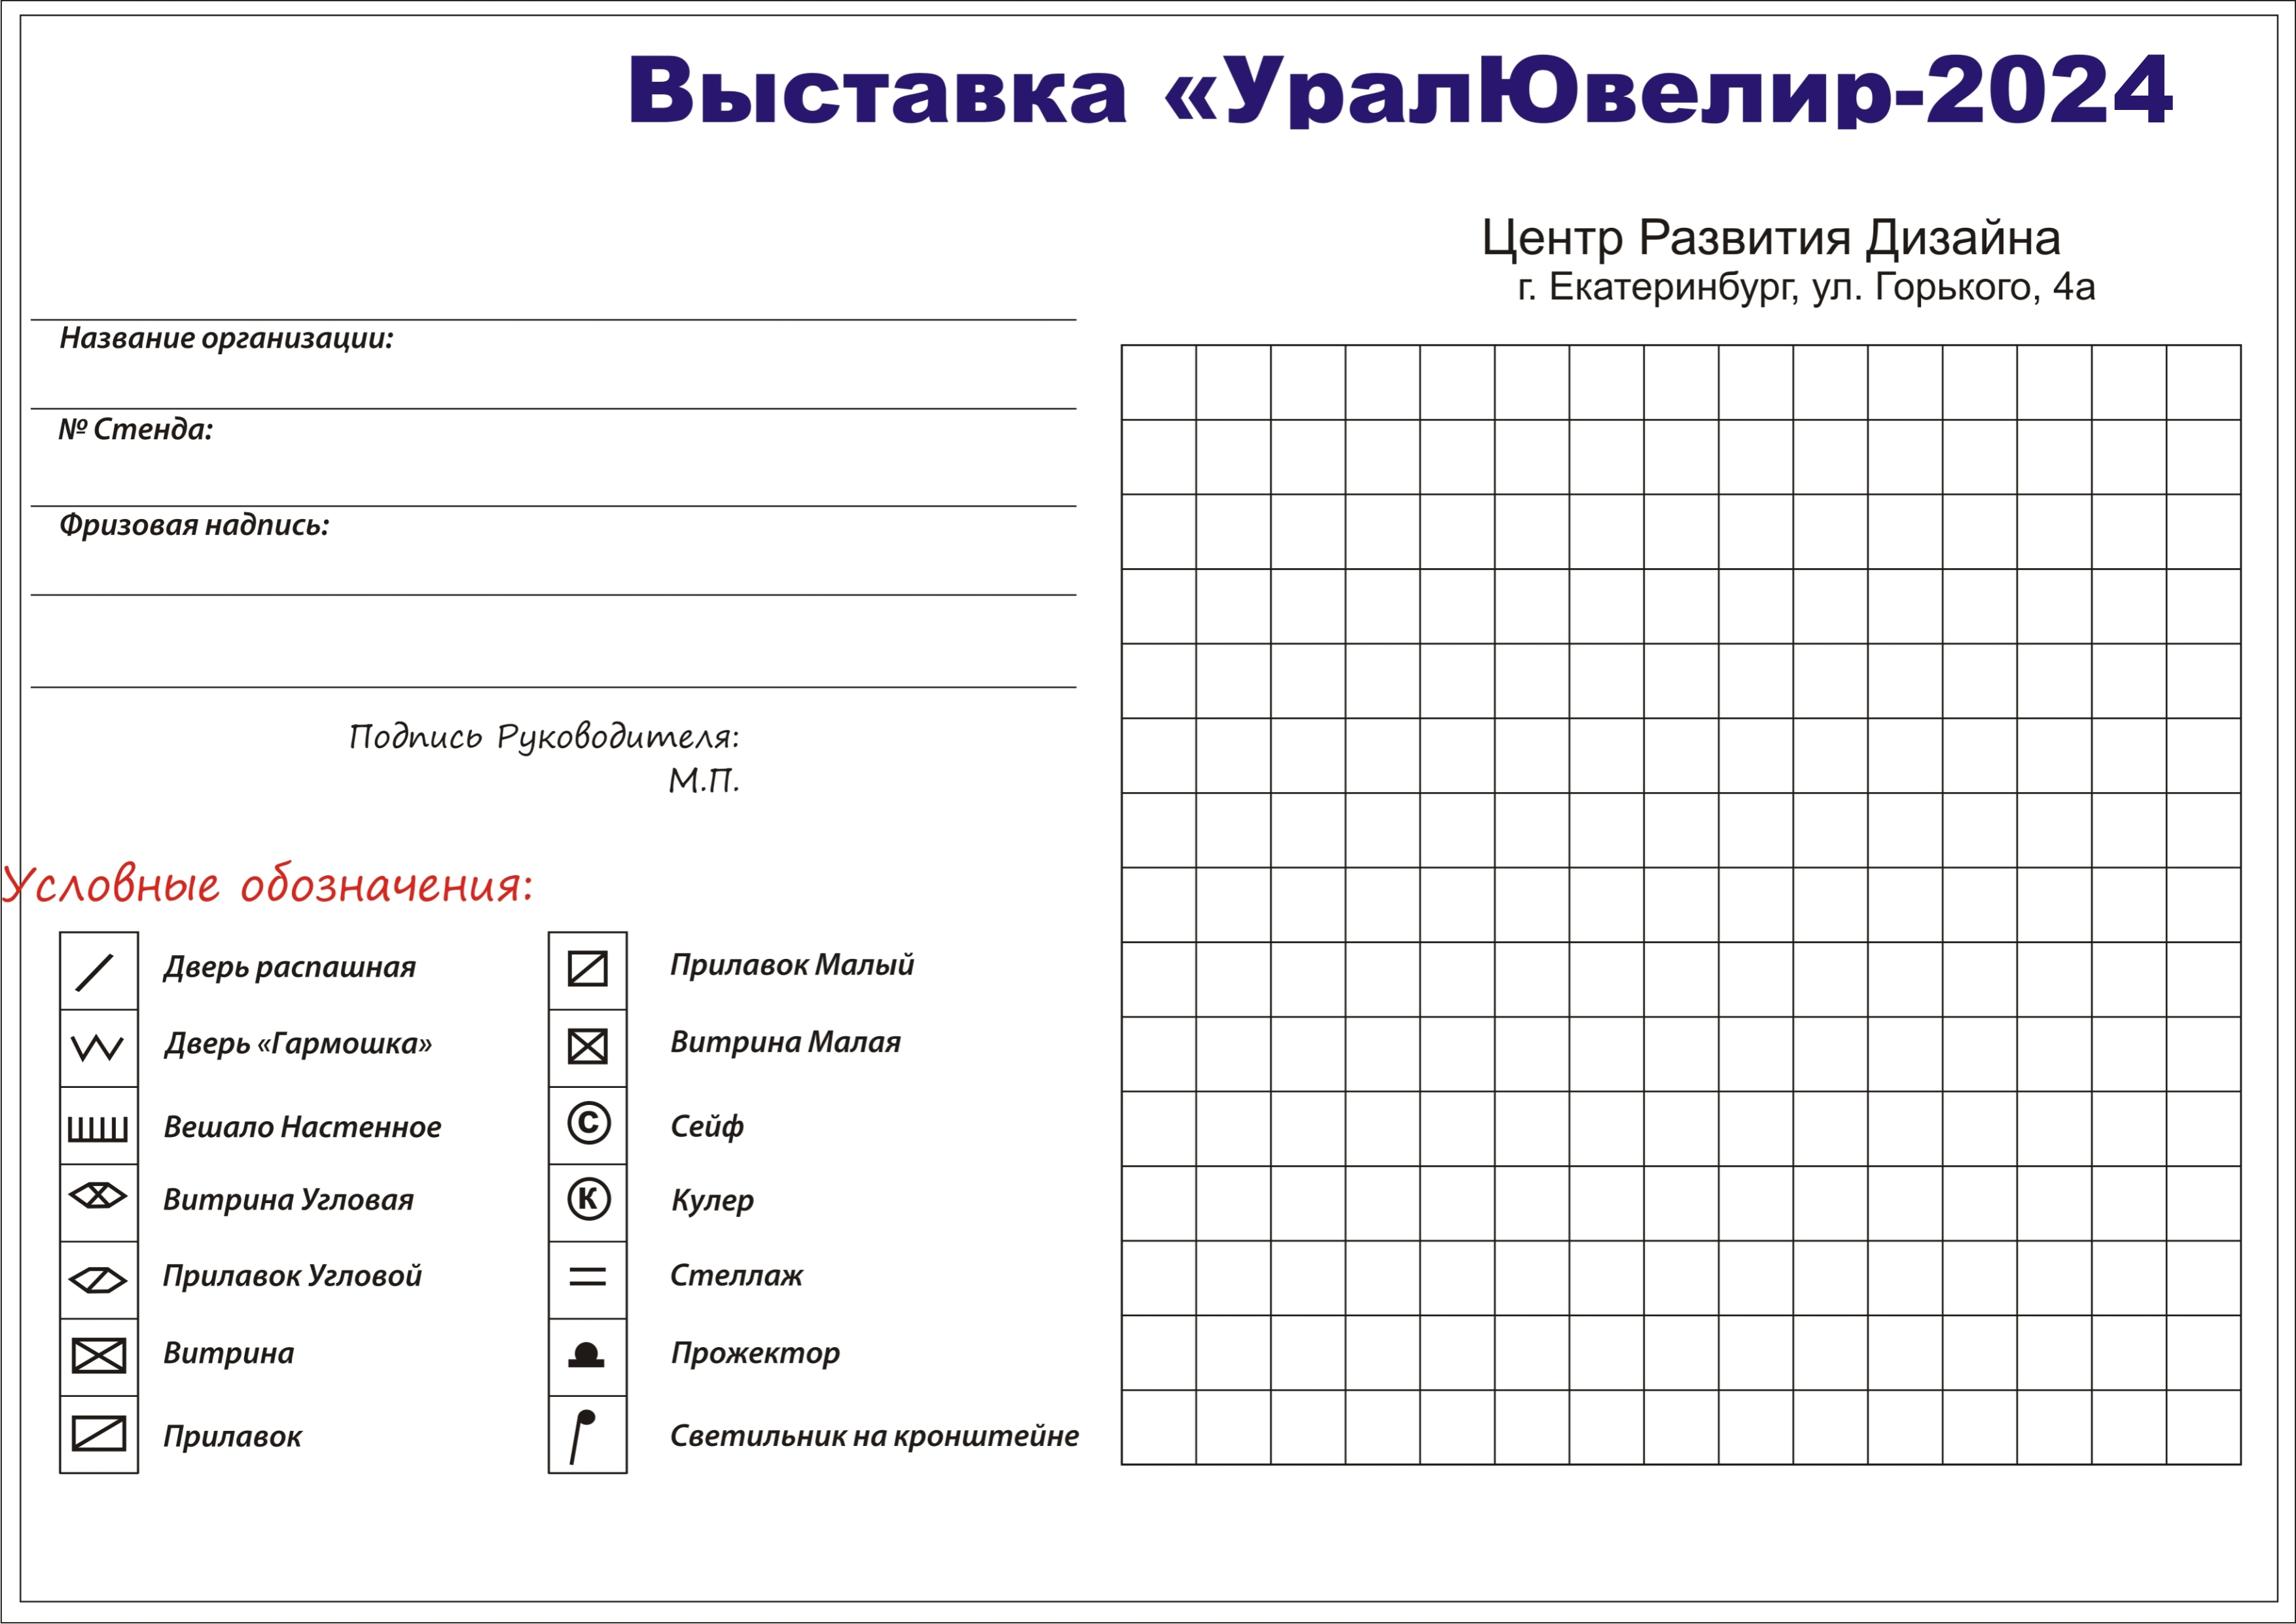 Выставка «УралЮвелир-2024
Центр Развития Дизайна
г. Екатеринбург, ул. Горького, 4а
Название организации:
№ Стенда:
Фризовая надпись:
Подпись Руководителя:
М.П.
Условные обозначения:
Дверь распашная
Дверь «Гармошка»
Вешало Настенное
Витрина Угловая
Прилавок Угловой
Витрина
Прилавок
Прилавок Малый
Витрина Малая
С Сейф
К Кулер
Стеллаж
Прожектор
Светильник на кронштейне